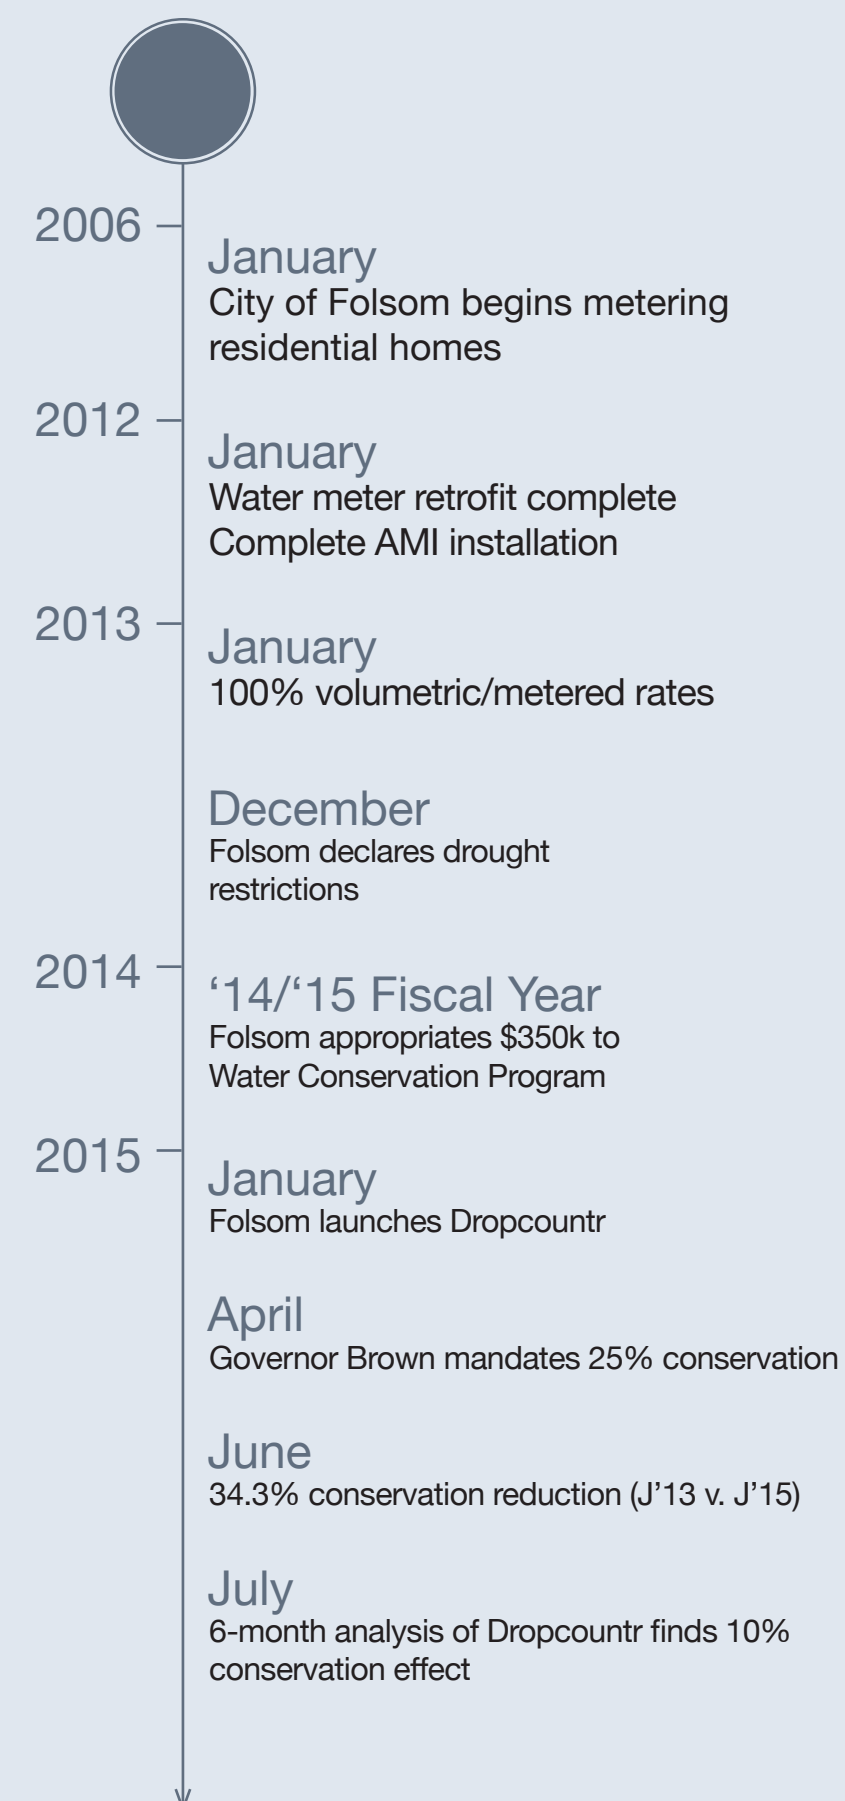 2006
January
City of Folsom begins metering
residential homes
2012
January
Water meter retrofit complete
Complete AMI installation
2013
January
100% volumetric/metered rates
December
Folsom declares drought
restrictions
2014
‘14/‘15 Fiscal Year
Folsom appropriates $350k to
Water Conservation Program
2015
January
Folsom launches Dropcountr
April
Governor Brown mandates 25% conservation
June
34.3% conservation reduction (J’13 v. J’15)
July
6-month analysis of Dropcountr finds 10%
conservation effect